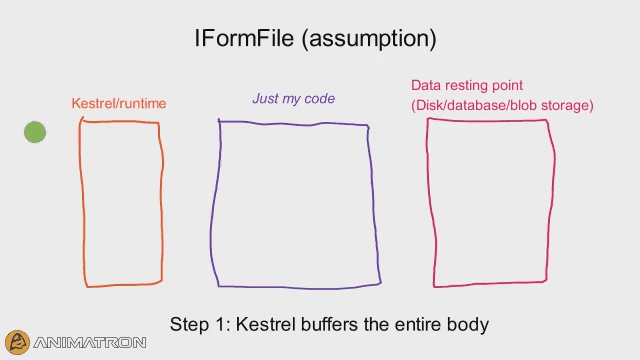 IFormFile (assumption)
Kestrel/runtime
Just my code
Data resting point
(Disk/database/blob storage)
Step 1: Kestrel buffers the entire body
ANIMATRON